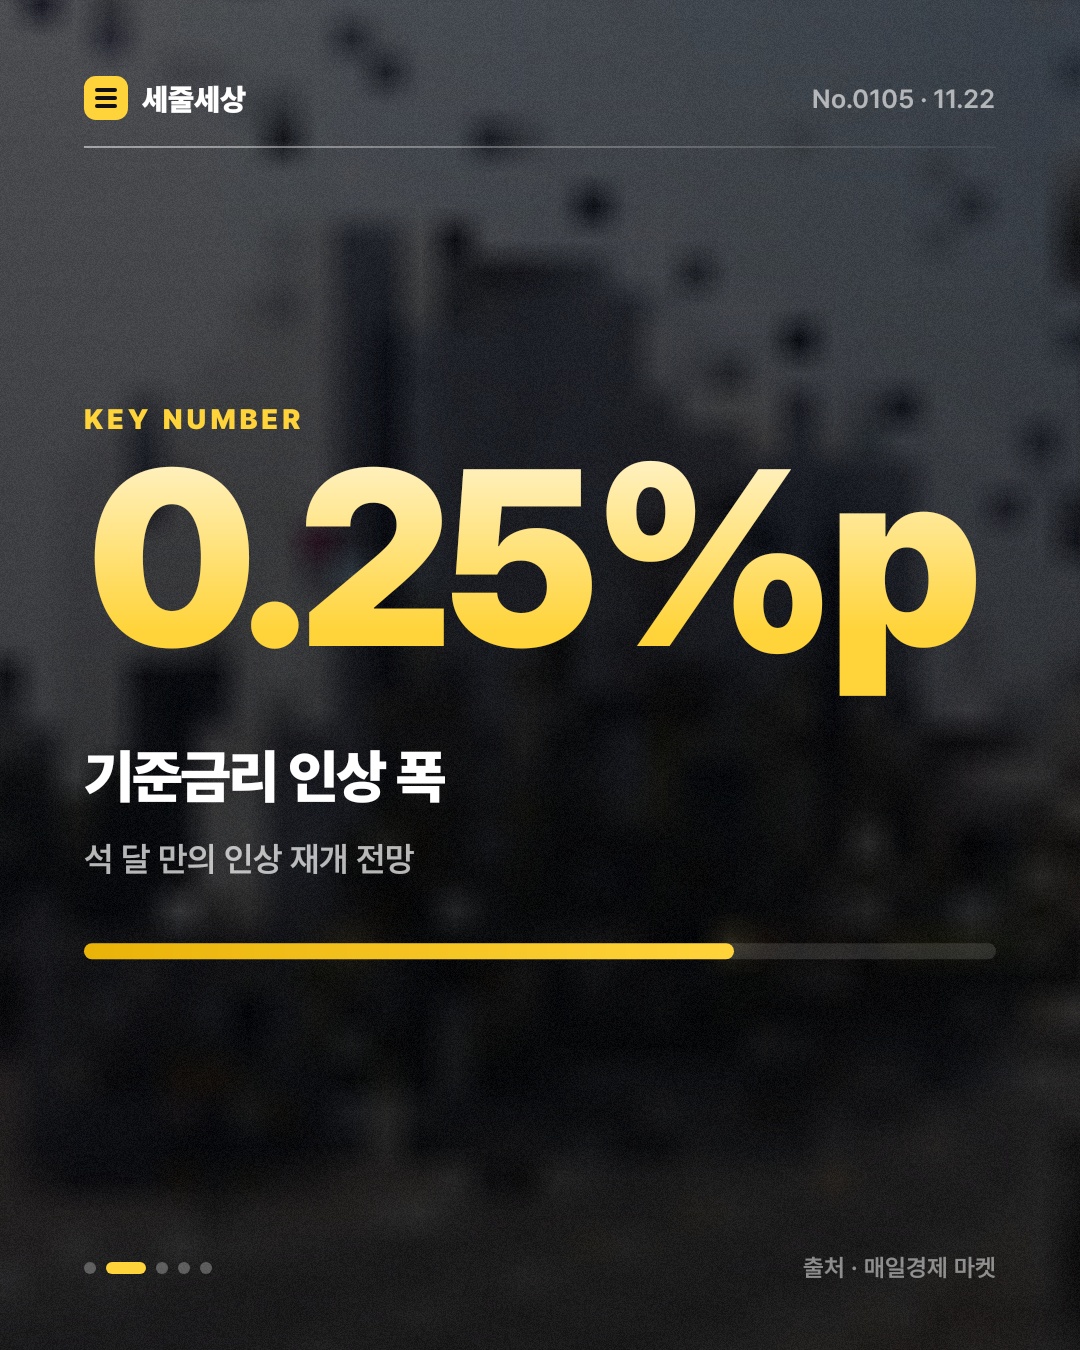 세줄세상
No.0105 · 11.22
KEY NUMBER
0.25%p
기준금리 인상 폭
석 달 만의 인상 재개 전망
출처 · 매일경제 마켓